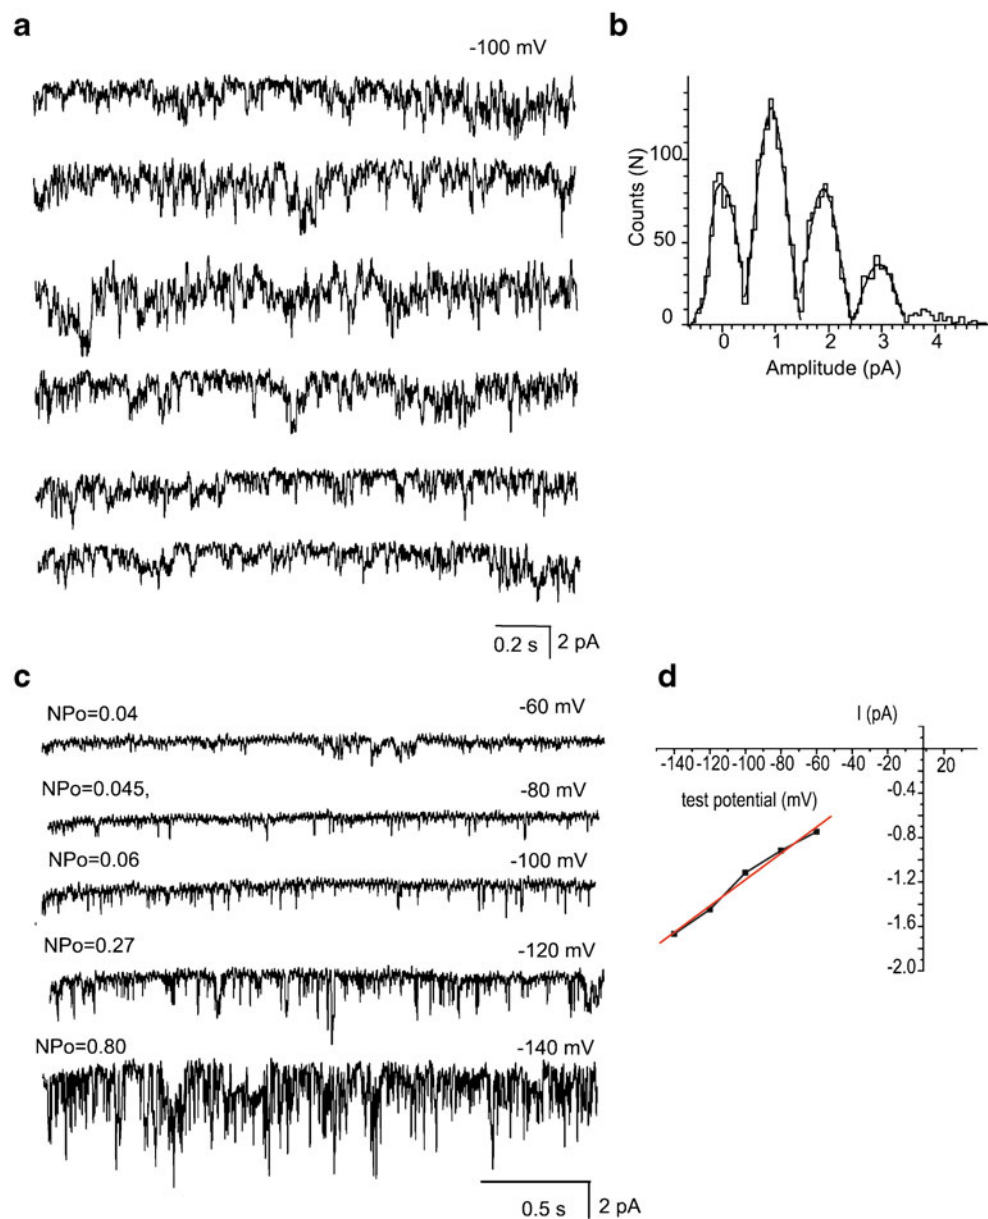 a
-100 mV
0.2 s 2 pA
b
Counts (N)
100
50
0
0 1 2 3 4
Amplitude (pA)
c
NPo=0.04 -60 mV
NPo=0.045, -80 mV
NPo=0.06 -100 mV
NPo=0.27 -120 mV
NPo=0.80 -140 mV
0.5 s 2 pA
d
I (pA)
-140 -120 -100 -80 -60 -40 -20 20
test potential (mV)
-0.4
-0.8
-1.2
-1.6
-2.0